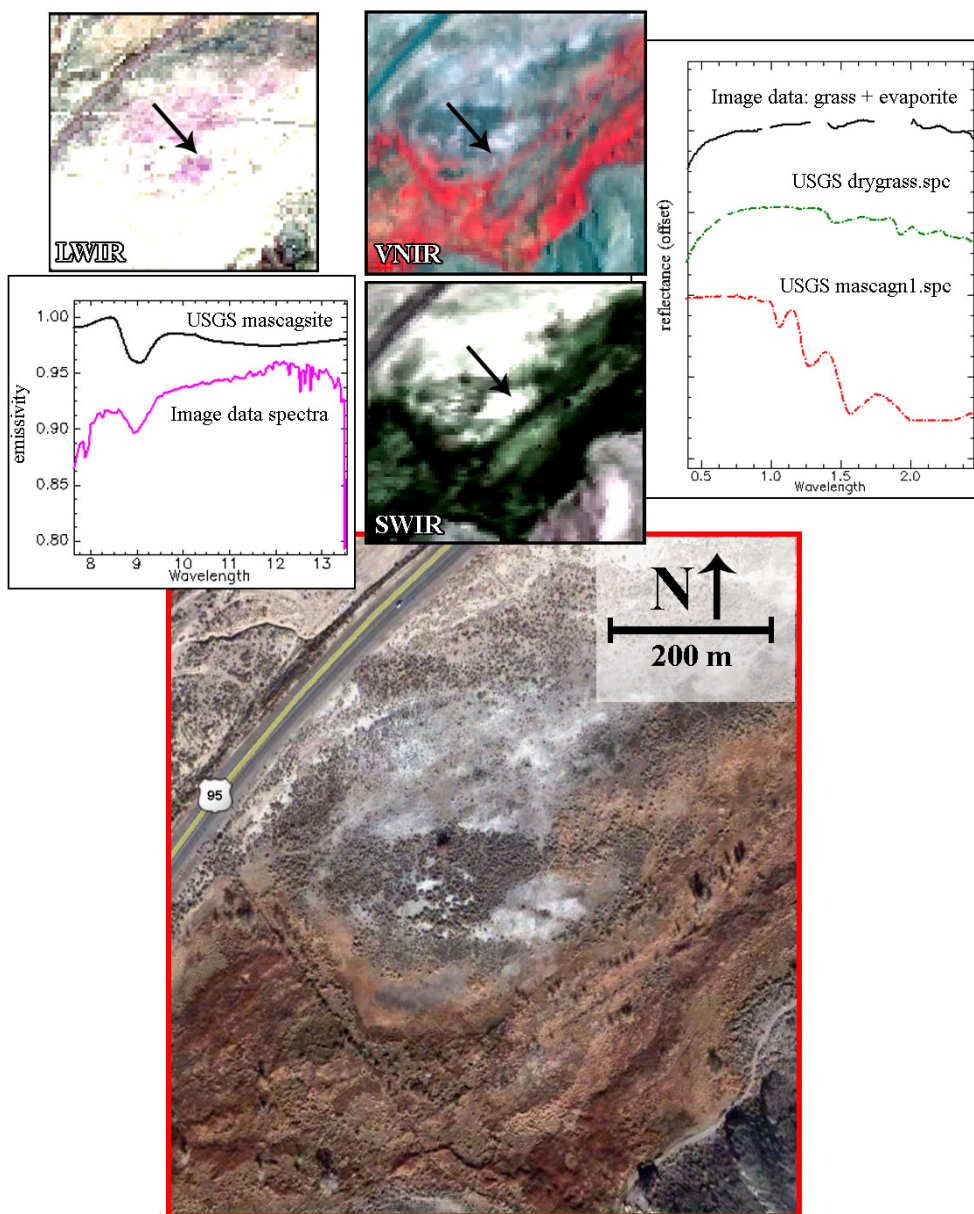 LWIR
VNIR
Image data: grass + evaporite
USGS drygrass.spc
USGS mascagn1.spc
reflectance (offset)
0.5 1.0 1.5 2.0
Wavelength
1.00
0.95
0.90
0.85
0.80
emissivity
USGS mascagsite
Image data spectra
8 9 10 11 12 13
Wavelength
SWIR
N
200 m
95